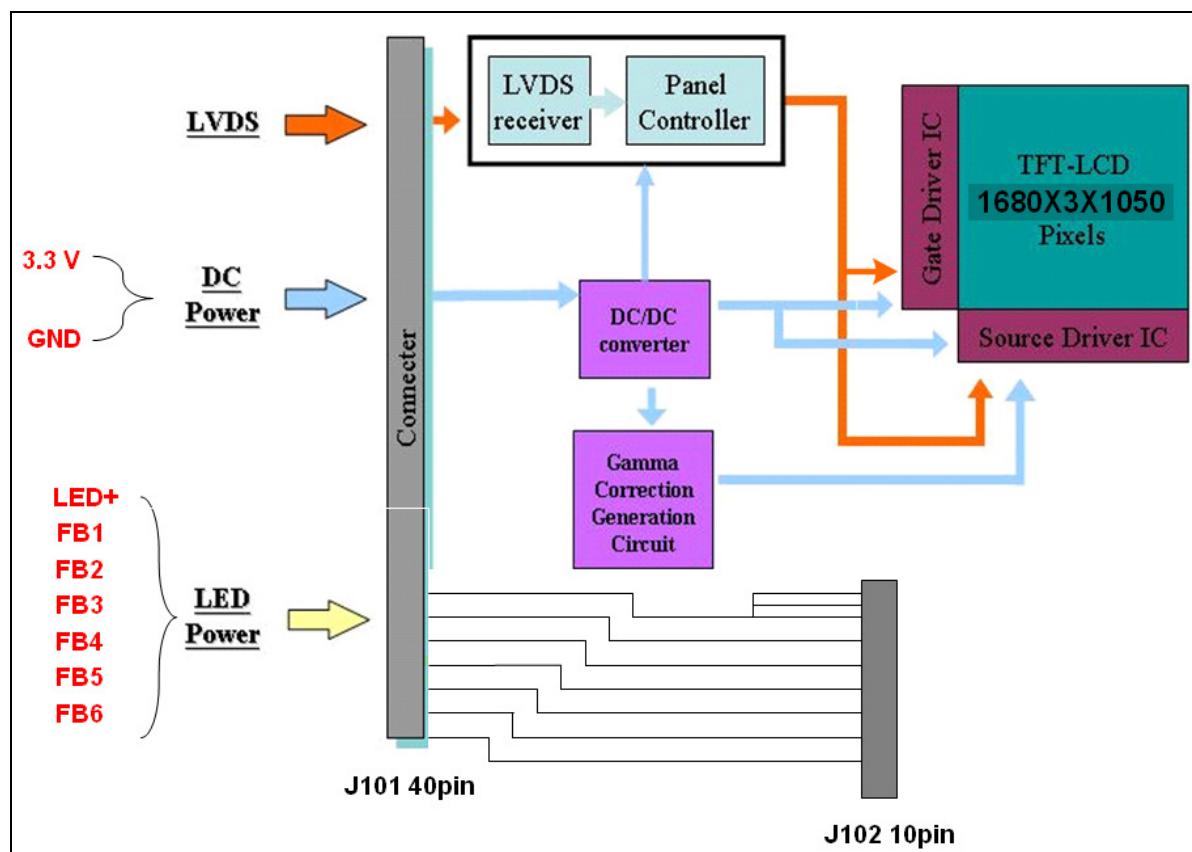 LVDS
DC
Power
3.3 V
GND
LED+
FB1
FB2
FB3
FB4
FB5
FB6
LED
Power
Connecter
J101 40pin
LVDS
receiver
Panel
Controller
DC/DC
converter
Gamma
Correction
Generation
Circuit
Gate Driver IC
TFT-LCD
1680X3X1050
Pixels
Source Driver IC
J102 10pin